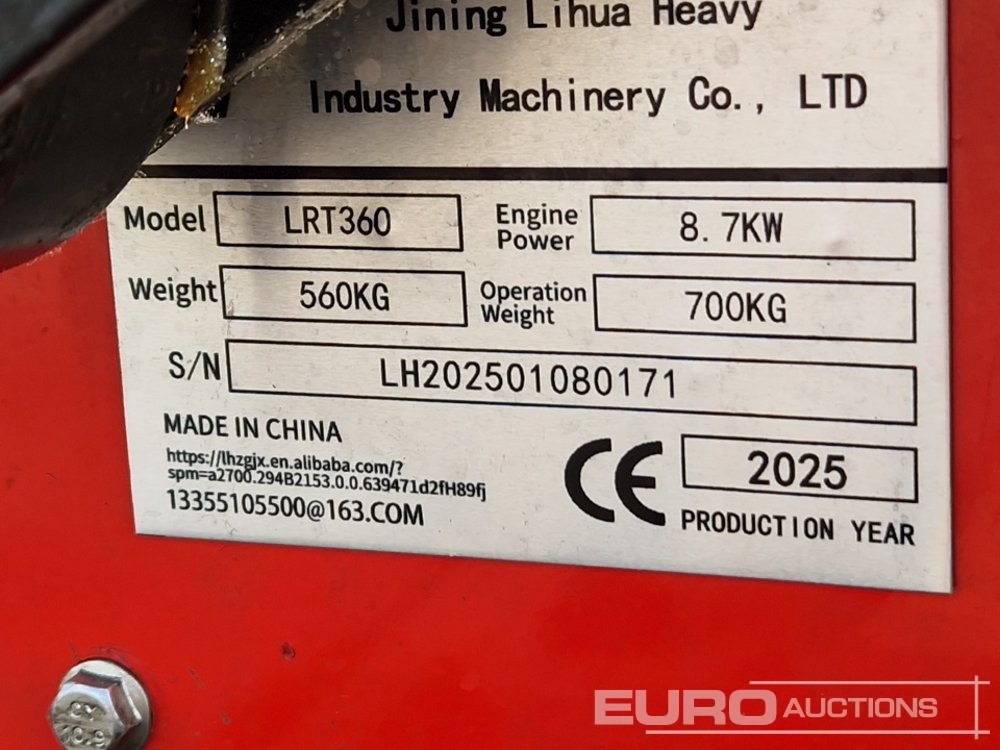 Jining Lihua Heavy
Industry Machinery Co., LTD
Model LRT360 Engine Power 8.7KW
Weight 560KG Operation Weight 700KG
S/N LH202501080171
MADE IN CHINA
https://lhzgjx.en.alibaba.com/?
spm=a2700.294B2153.0.0.639471d2fH89fj
13355105500@163.COM
CE 2025
PRODUCTION YEAR
EURO AUCTIONS